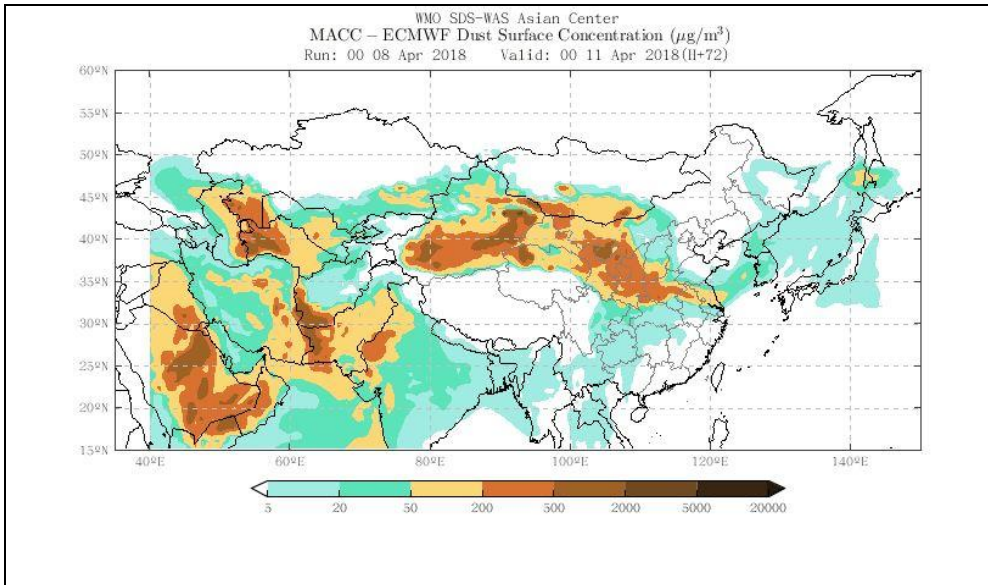 WMO SDS-WAS Asian Center
MACC – ECMWF Dust Surface Concentration (μg/m³)
Run: 00 08 Apr 2018 Valid: 00 11 Apr 2018(H+72)
60ºN
55ºN
50ºN
45ºN
40ºN
35ºN
30ºN
25ºN
20ºN
15ºN
40ºE 60ºE 80ºE 100ºE 120ºE 140ºE
5 20 50 200 500 2000 5000 20000